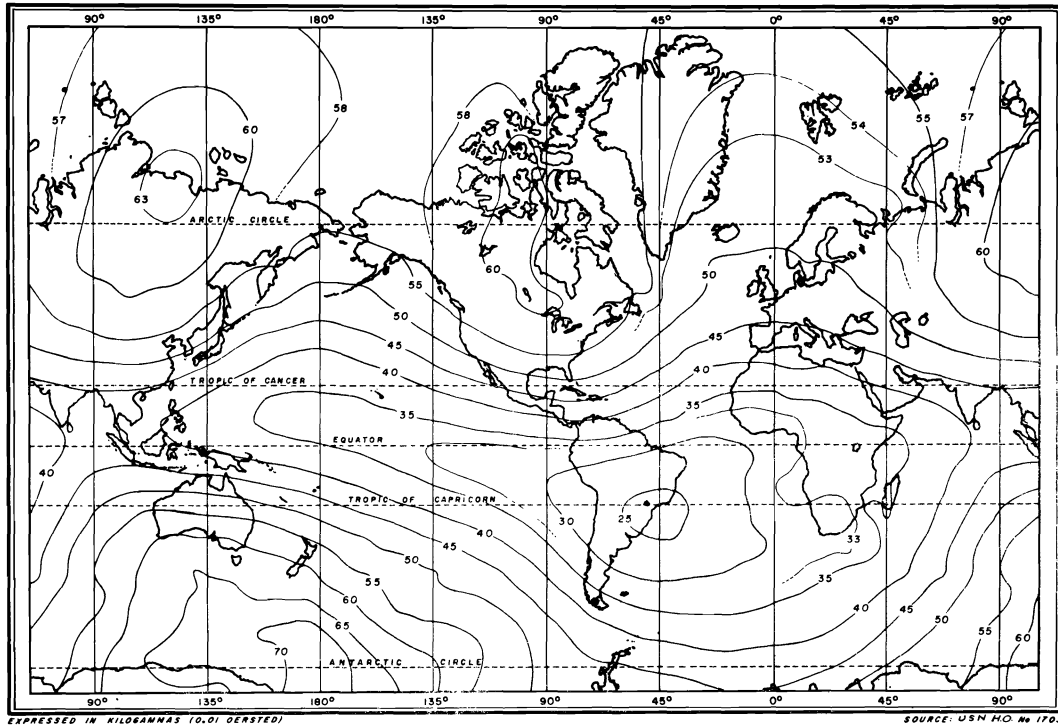 90° 135° 180° 135° 90° 45° 0° 45° 90°
57 60 58 58 54 55 57
53
63
ARCTIC CIRCLE
60 50 60
55
50
45 45
40 40
TROPIC OF CANCER
35 35
EQUATOR
40
TROPIC OF CAPRICORN
30 25
40 33
45
50 35
55 40 45
60 50
65 55 60
70
ANTARCTIC CIRCLE
90° 135° 180° 135° 90° 45° 0° 45° 90°
EXPRESSED IN KILOGAMMAS (0.01 OERSTED) SOURCE: USN H.O. No 170